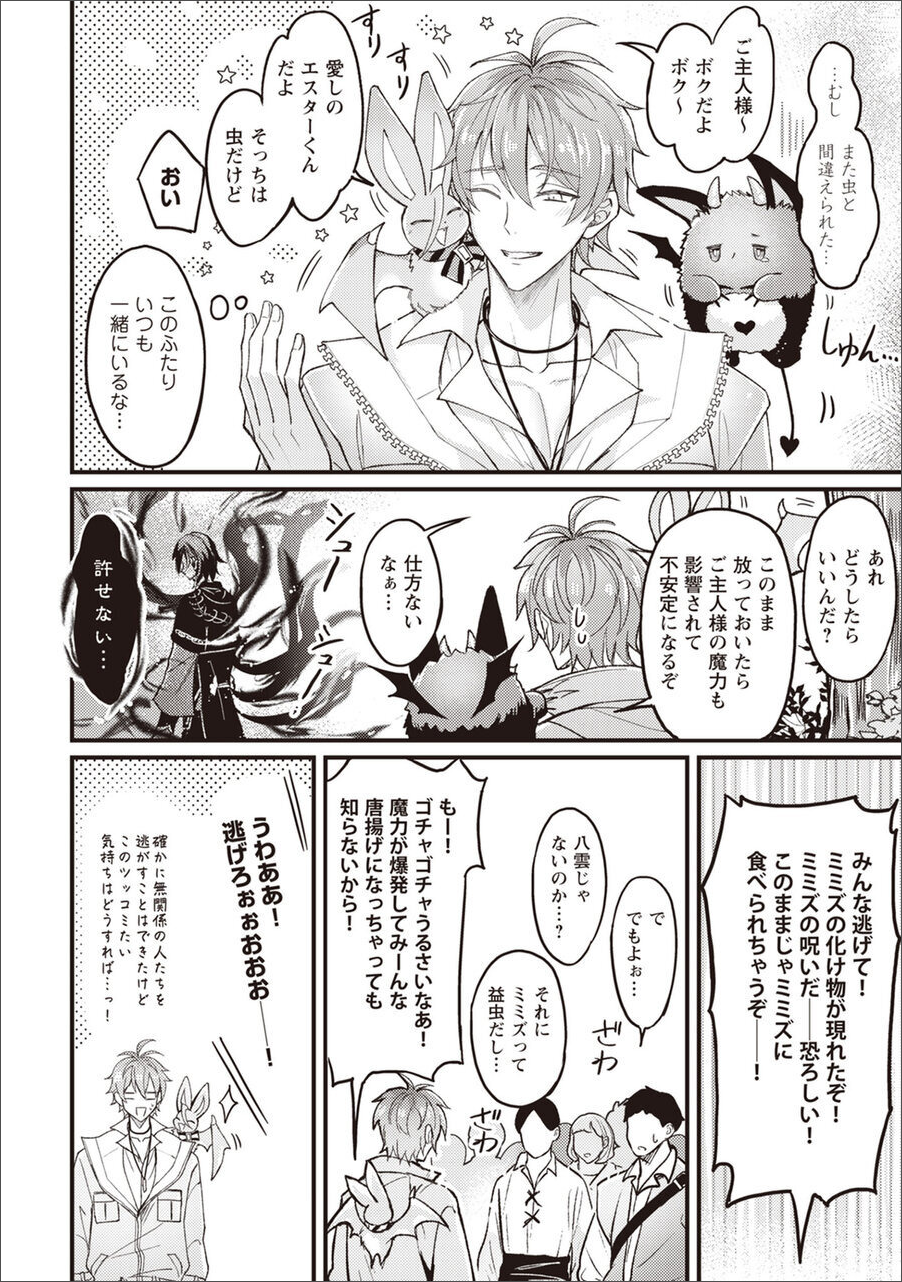 …むし
また虫と
間違えられた…
しゅん…
ご主人様〜
ボクだよ
ボク〜
すり
すり
愛しの
エスターくん
だよ
そっちは
虫だけど
おい
このふたり
いつも
一緒にいるな…
あれ
どうしたら
いいんだ？
このまま
放っておいたら
ご主人様の魔力も
影響されて
不安定になるぞ
仕方ない
なぁ…
ジュー
ジュー
許せない…
みんな逃げて！
ミミズの化け物が現れたぞ！
ミミズの呪いだ――恐ろしい！
このままじゃミミズに
食べられちゃうぞ――！
で
でもよぉ…
八雲じゃ
ないのか…？
それに
ミミズって
益虫だし…
ざわ
ざわ
もー！
ゴチャゴチャうるさいなあ！
魔力が爆発してみーんな
唐揚げになっちゃっても
知らないから！
うわああ！
逃げろぉぉぉぉぉ――！
確かに無関係の人たちを
逃がすことはできたけど
このツッコミたい
気持ちはどうすれば…っ！